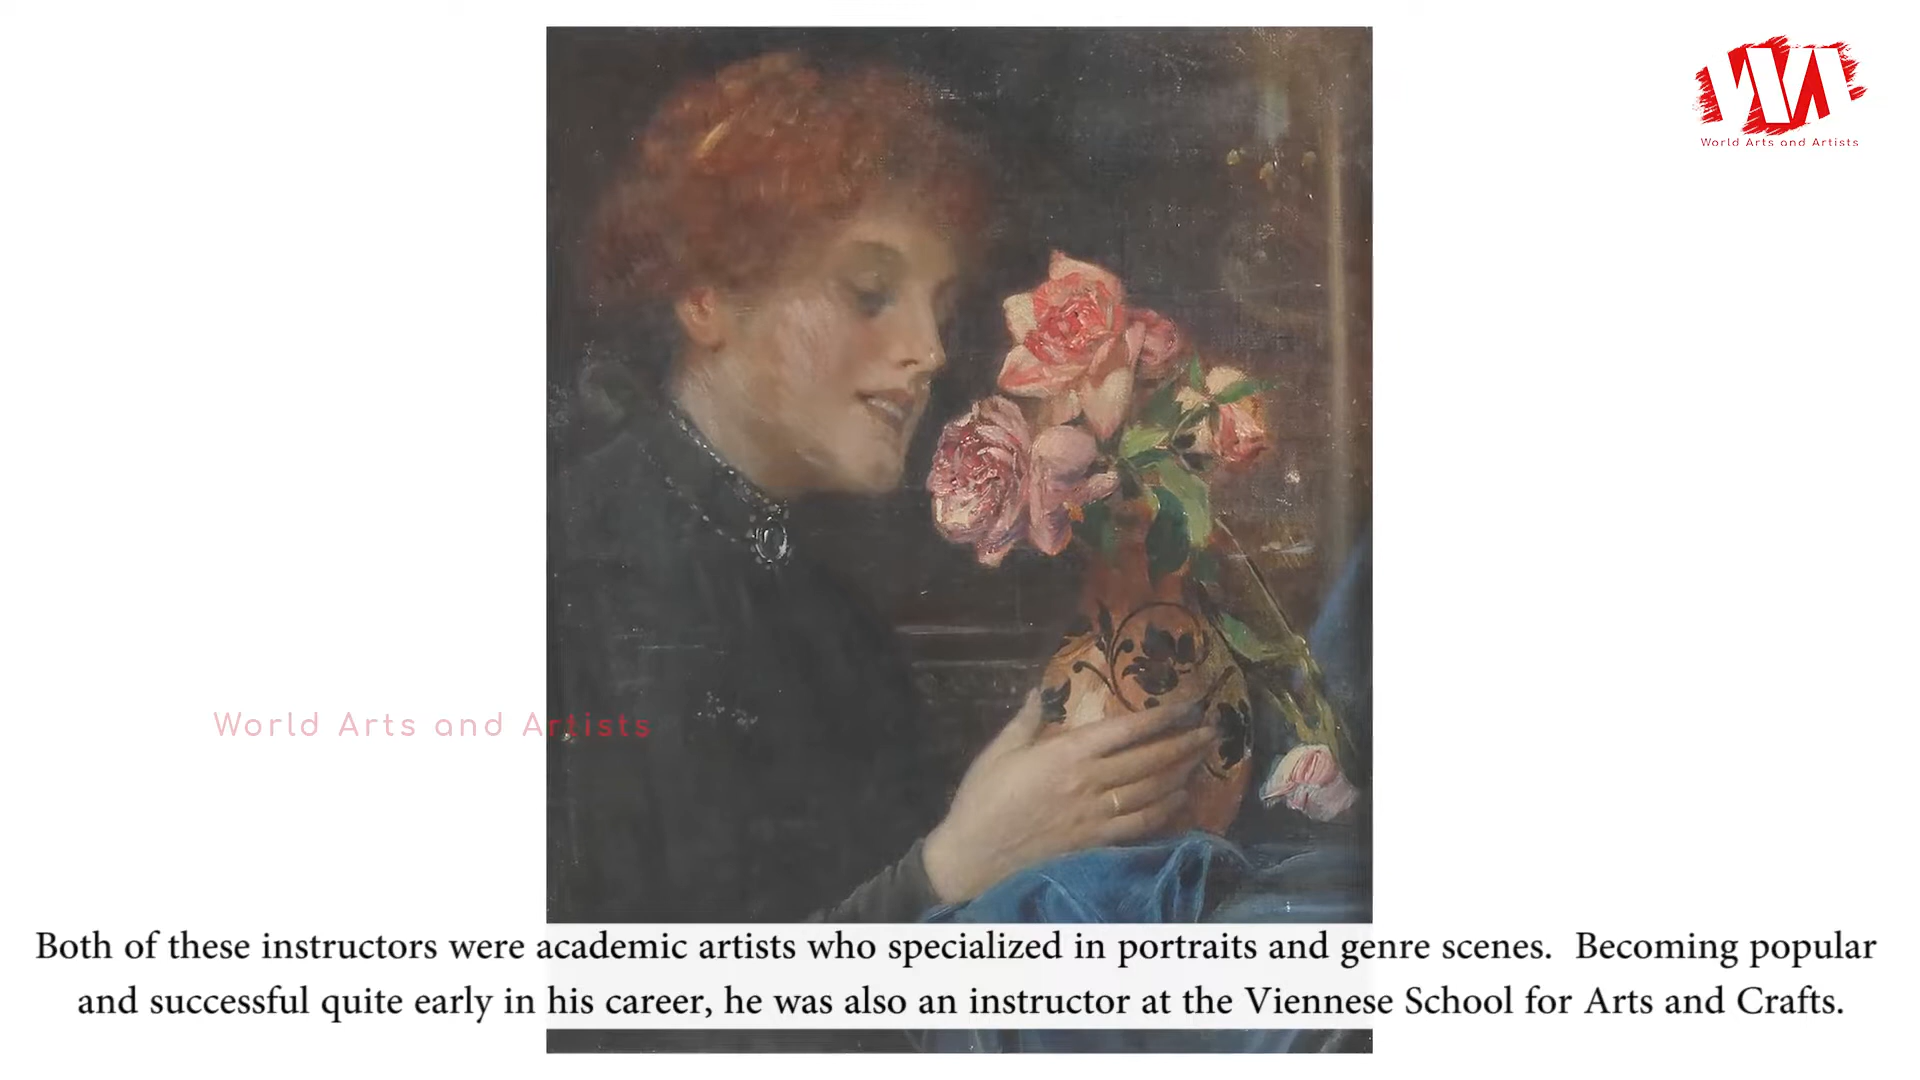 World Arts and Artists
World Arts and Artists
Both of these instructors were academic artists who specialized in portraits and genre scenes.  Becoming popular
and successful quite early in his career, he was also an instructor at the Viennese School for Arts and Crafts.